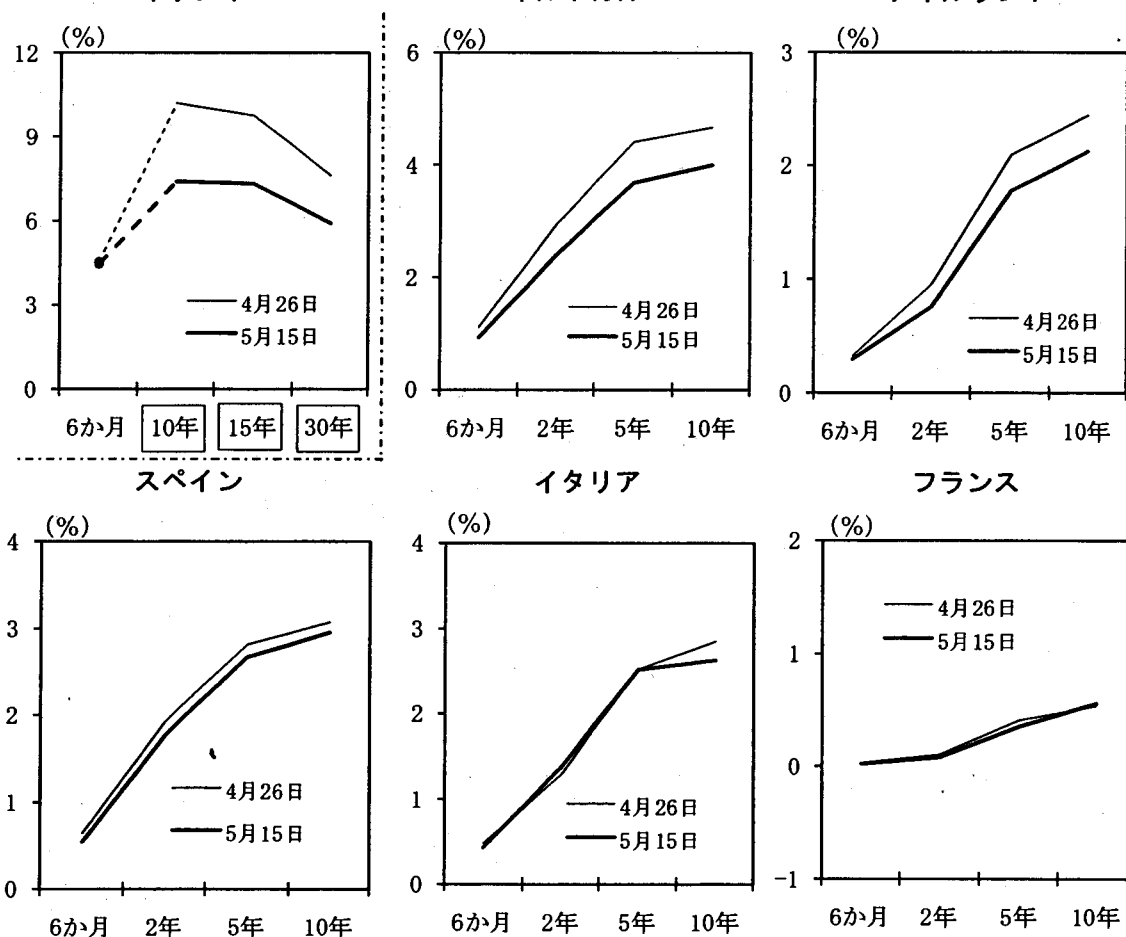 (%)
12
9
6
3
0
4月26日
5月15日
6か月 10年 15年 30年
(%)
6
4
2
0
4月26日
5月15日
6か月 2年 5年 10年
(%)
3
2
1
0
4月26日
5月15日
6か月 2年 5年 10年
スペイン
(%)
4
3
2
1
0
4月26日
5月15日
6か月 2年 5年 10年
イタリア
(%)
4
3
2
1
0
4月26日
5月15日
6か月 2年 5年 10年
フランス
(%)
2
1
0
-1
4月26日
5月15日
6か月 2年 5年 10年